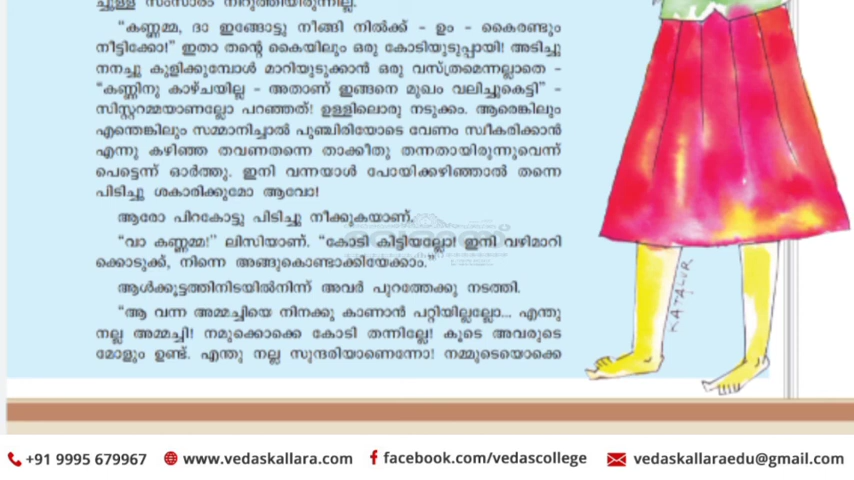 ച്ചുള്ള സംസാരം നിറുത്തിയിരുന്നില്ല.
“കണ്ണമ്മ, ദാ ഇങ്ങോട്ടു നീങ്ങി നിൽക്ക് – ഉം – കൈരണ്ടും
നീട്ടിക്കോ!” ഇതാ തന്റെ കൈയിലും ഒരു കോടിയുടുപ്പായി! അടിച്ചു
നനച്ചു കുളിക്കുമ്പോൾ മാറിയുടുക്കാൻ ഒരു വസ്ത്രമെന്നല്ലാതെ –
“കണ്ണിനു കാഴ്ചയില്ല – അതാണ് ഇങ്ങനെ മുഖം വലിച്ചുകെട്ടി” –
സിസ്റ്ററമ്മയാണല്ലോ പറഞ്ഞത്! ഉള്ളിലൊരു നടുക്കം. ആരെങ്കിലും
എന്തെങ്കിലും സമ്മാനിച്ചാൽ പുഞ്ചിരിയോടെ വേണം സ്വീകരിക്കാൻ
എന്നു കഴിഞ്ഞ തവണതന്നെ താക്കീതു തന്നതായിരുന്നുവെന്ന്
പെട്ടെന്ന് ഓർത്തു. ഇനി വന്നയാൾ പോയിക്കഴിഞ്ഞാൽ തന്നെ
പിടിച്ചു ശകാരിക്കുമോ ആവോ!
ആരോ പിറകോട്ടു പിടിച്ചു നീക്കുകയാണ്.
“വാ കണ്ണമ്മ!” ലിസിയാണ്. “കോടി കിട്ടിയല്ലോ! ഇനി വഴിമാറി
ക്കൊടുക്ക്, നിന്നെ അങ്ങുകൊണ്ടാക്കിയേക്കാം.”
ആൾക്കൂട്ടത്തിനിടയിൽനിന്ന് അവർ പുറത്തേക്കു നടത്തി.
“ആ വന്ന അമ്മച്ചിയെ നിനക്കു കാണാൻ പറ്റിയില്ലല്ലോ... എന്തു
നല്ല അമ്മച്ചി! നമുക്കൊക്കെ കോടി തന്നില്ലേ! കൂടെ അവരുടെ
മോളും ഉണ്ട്. എന്തു നല്ല സുന്ദരിയാണെന്നോ! നമ്മുടെയൊക്കെ
KATALUR
+91 9995 679967 www.vedaskallara.com facebook.com/vedascollege vedaskallaraedu@gmail.com